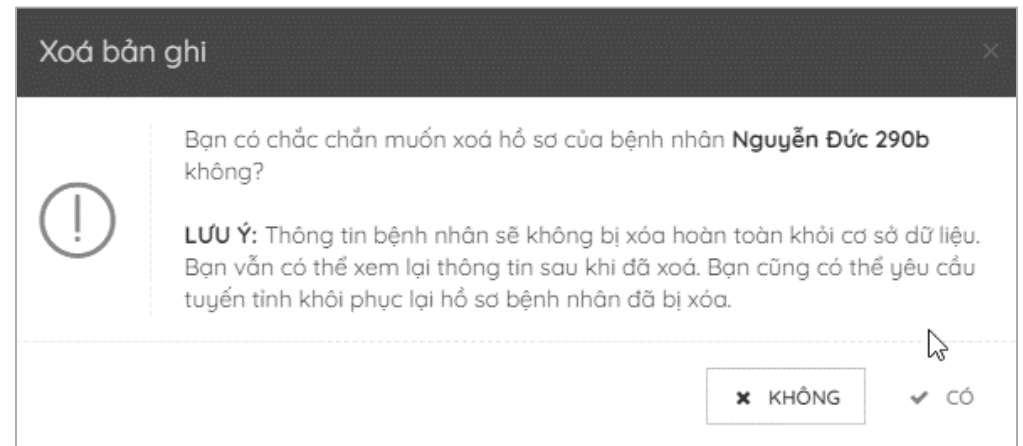 Xoá bản ghi
Bạn có chắc chắn muốn xoá hồ sơ của bệnh nhân Nguyễn Đức 290b
không?
LƯU Ý: Thông tin bệnh nhân sẽ không bị xóa hoàn toàn khỏi cơ sở dữ liệu.
Bạn vẫn có thể xem lại thông tin sau khi đã xoá. Bạn cũng có thể yêu cầu
tuyến tỉnh khôi phục lại hồ sơ bệnh nhân đã bị xóa.
KHÔNG
CÓ